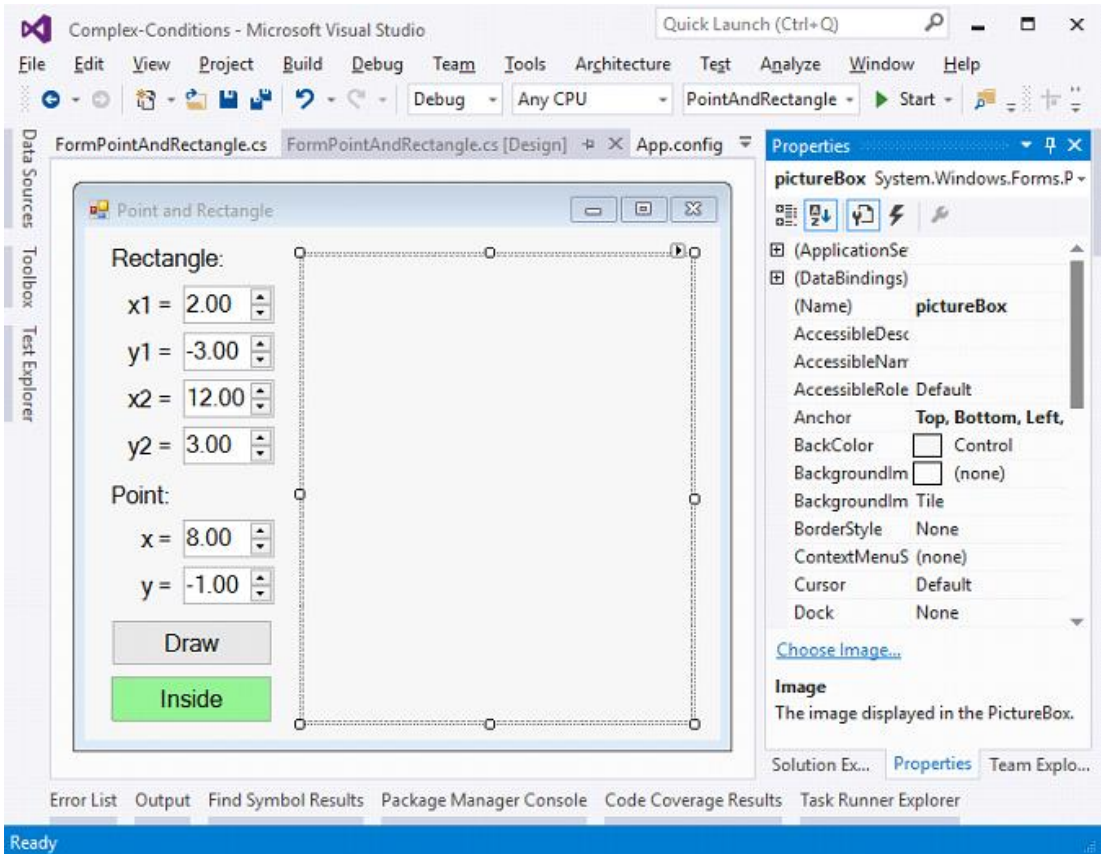 Complex-Conditions - Microsoft Visual Studio
Quick Launch (Ctrl+Q)
File Edit View Project Build Debug Team Tools Architecture Test Analyze Window Help
Debug Any CPU PointAndRectangle Start
Data Sources
Toolbox
Test Explorer
FormPointAndRectangle.cs FormPointAndRectangle.cs [Design] App.config
Point and Rectangle
Rectangle:
x1 = 2.00
y1 = -3.00
x2 = 12.00
y2 = 3.00
Point:
x = 8.00
y = -1.00
Draw
Inside
Properties
pictureBox System.Windows.Forms.P
(ApplicationSe
(DataBindings)
(Name) pictureBox
AccessibleDesc
AccessibleNam
AccessibleRole Default
Anchor Top, Bottom, Left,
BackColor Control
BackgroundIm (none)
BackgroundIm Tile
BorderStyle None
ContextMenuS (none)
Cursor Default
Dock None
Choose Image...
Image
The image displayed in the PictureBox.
Solution Ex... Properties Team Explo...
Error List Output Find Symbol Results Package Manager Console Code Coverage Results Task Runner Explorer
Ready